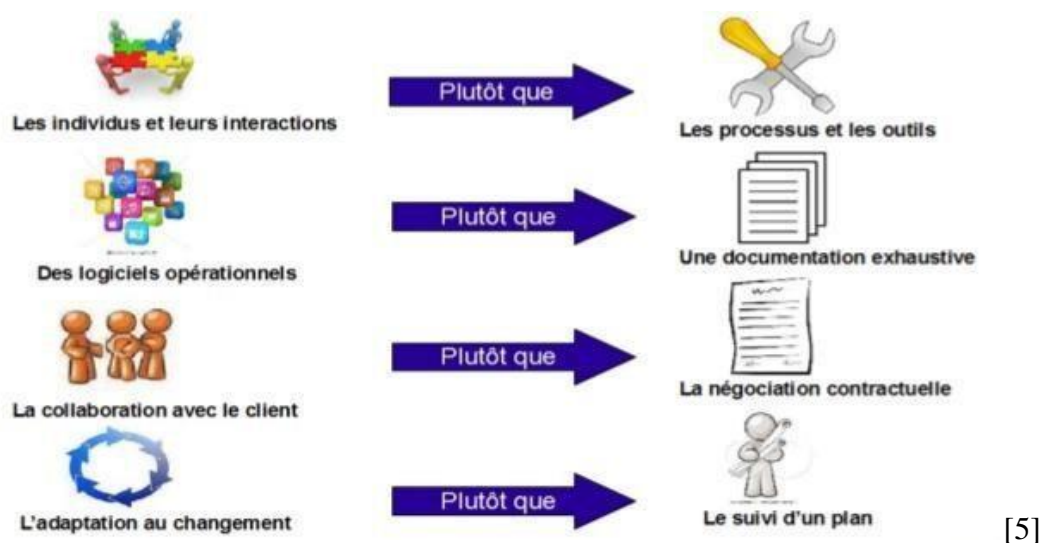 Plutôt que
Les individus et leurs interactions
Les processus et les outils
Plutôt que
Des logiciels opérationnels
Une documentation exhaustive
Plutôt que
La collaboration avec le client
La négociation contractuelle
Plutôt que
L'adaptation au changement
Le suivi d'un plan
[5]